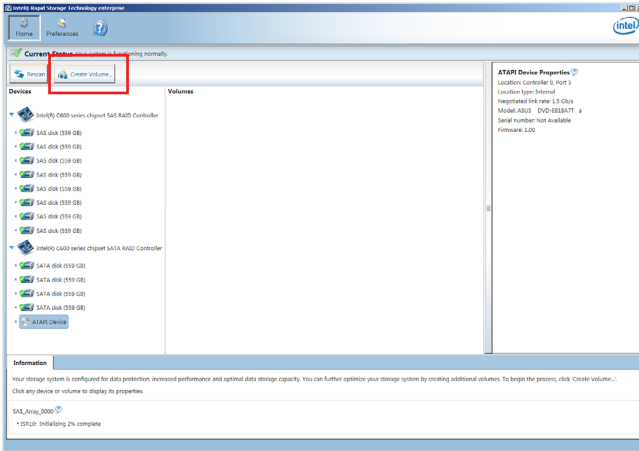 Intel® Rapid Storage Technology enterprise
Home
Preferences
intel
Current Status Your system is functioning normally.
Rescan
Create Volume...
Devices
Volumes
Intel(R) C600 series chipset SAS RAID Controller
SAS disk (559 GB)
SAS disk (559 GB)
SAS disk (559 GB)
SAS disk (559 GB)
SAS disk (559 GB)
SAS disk (559 GB)
SAS disk (559 GB)
SAS disk (559 GB)
Intel(R) C600 series chipset SATA RAID Controller
SATA disk (559 GB)
SATA disk (559 GB)
SATA disk (559 GB)
SATA disk (559 GB)
ATAPI Device
ATAPI Device Properties ?
Location: Controller 0, Port 5
Location type: Internal
Negotiated link rate: 1.5 Gb/s
Model: ASUS DVD-E818A7T a
Serial number: Not Available
Firmware: 1.00
Information
Your storage system is configured for data protection, increased performance and optimal data storage capacity. You can further optimize your storage system by creating additional volumes. To begin the process, click 'Create Volume...'.
Click any device or volume to display its properties.
SAS_Array_0000 ?
• ISR10: Initializing 2% complete